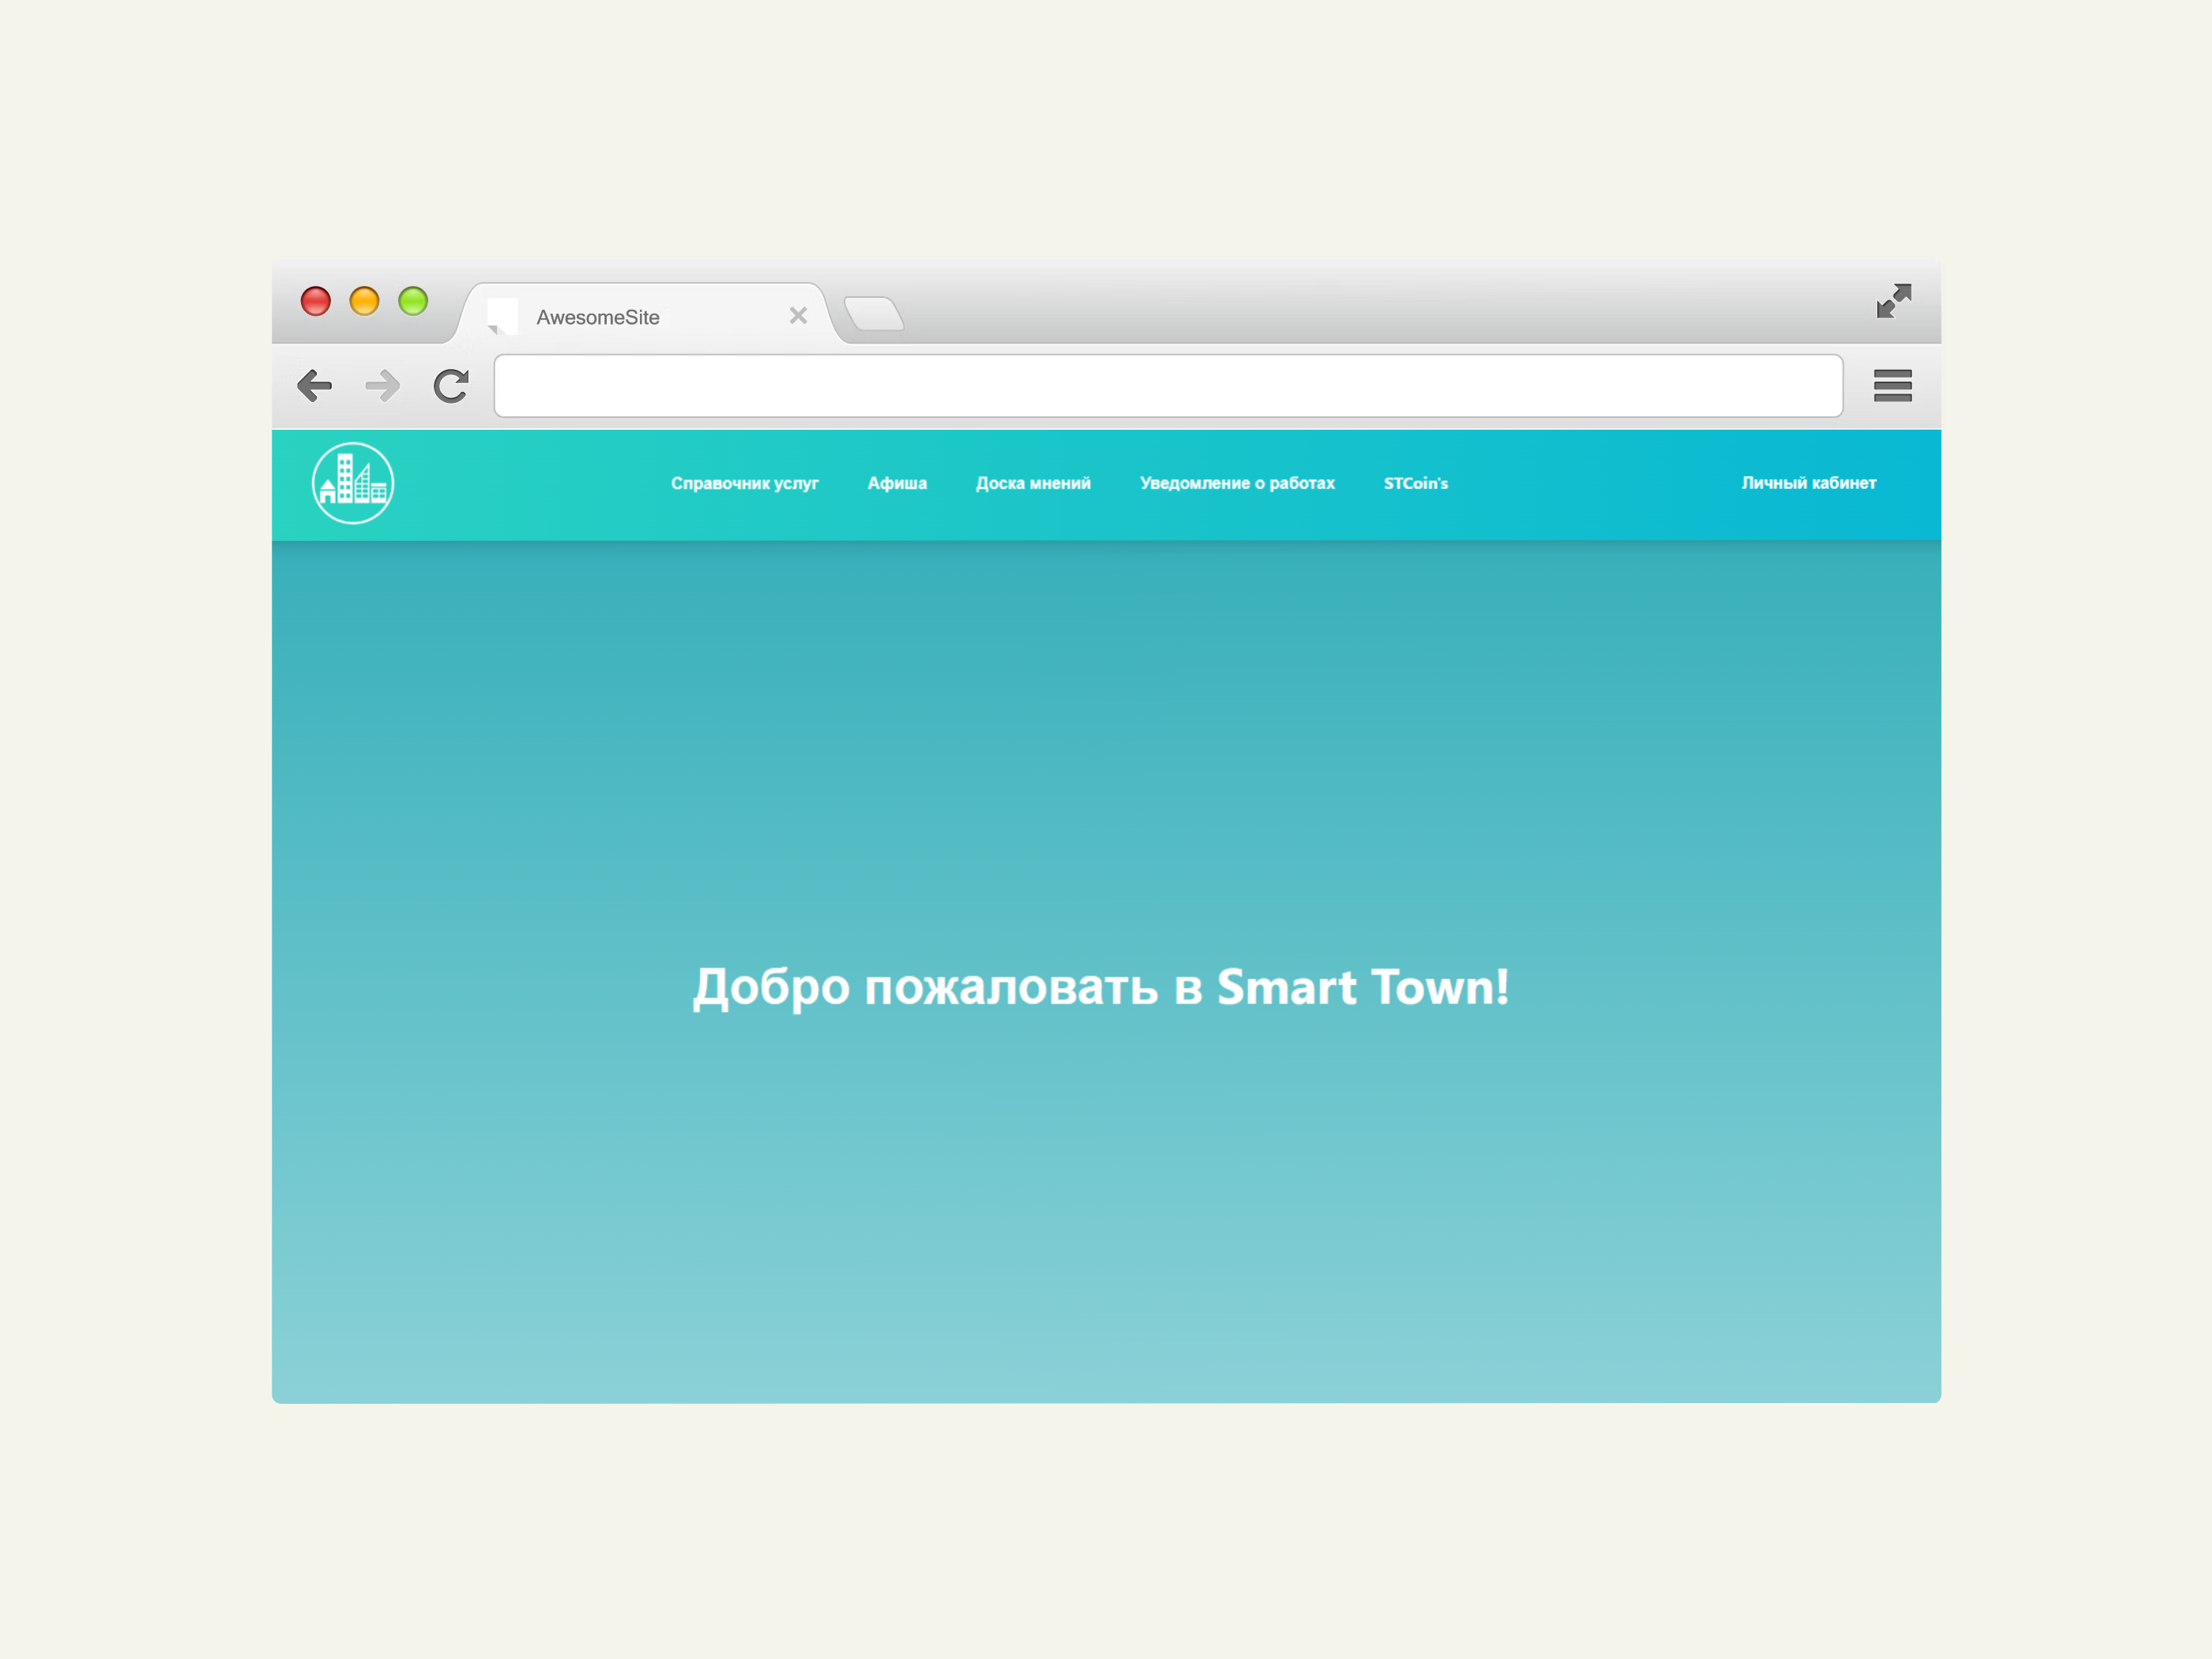 AwesomeSite
Справочник услуг Афиша Доска мнений Уведомление о работах STCoin's Личный кабинет
Добро пожаловать в Smart Town!